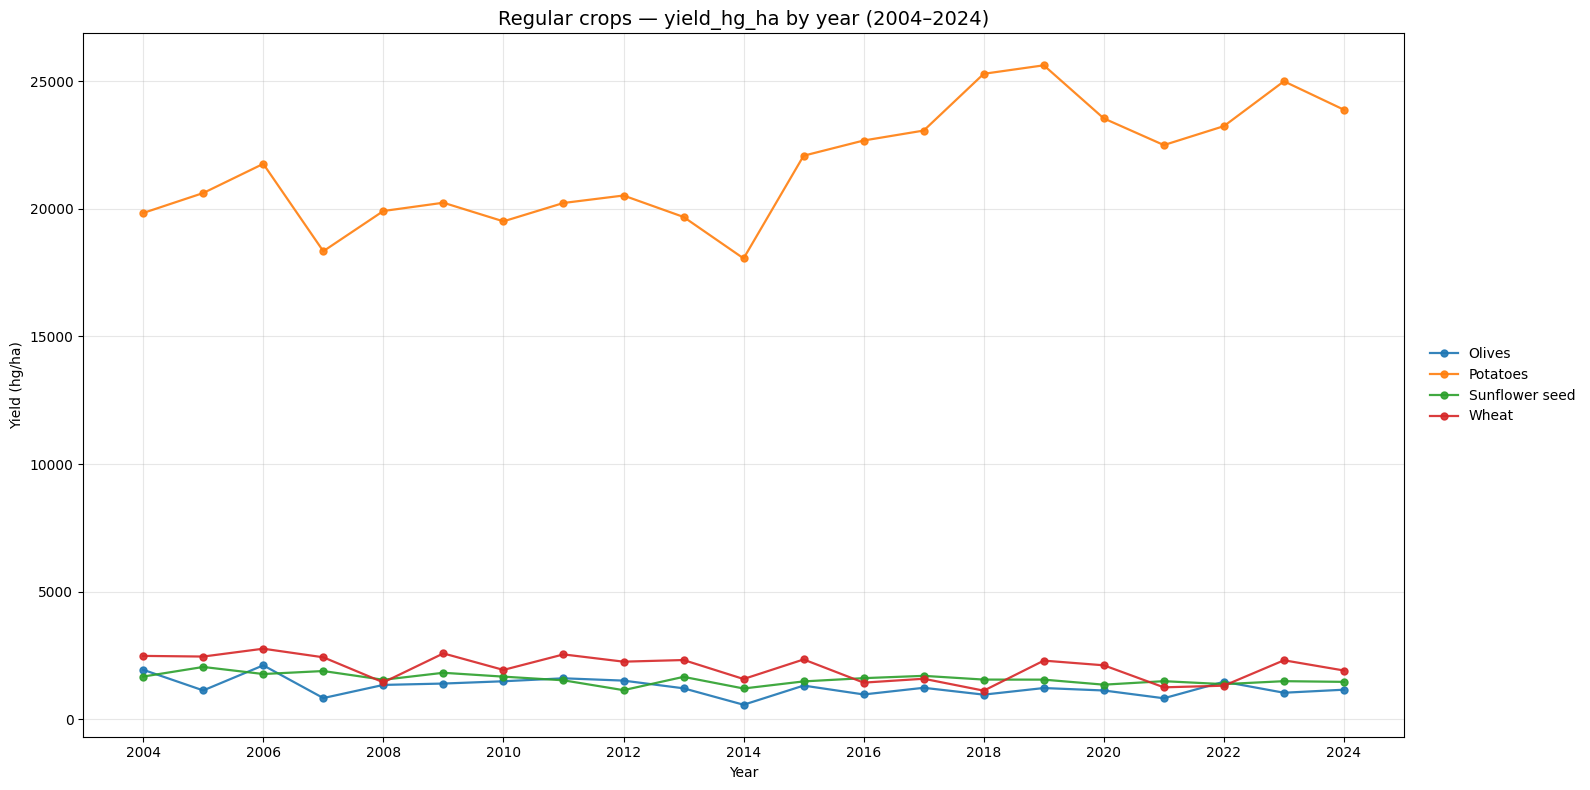 Regular crops — yield_hg_ha by year (2004–2024)
Yield (hg/ha)
25000
20000
15000
10000
5000
0
2004 2006 2008 2010 2012 2014 2016 2018 2020 2022 2024
Year
Olives
Potatoes
Sunflower seed
Wheat